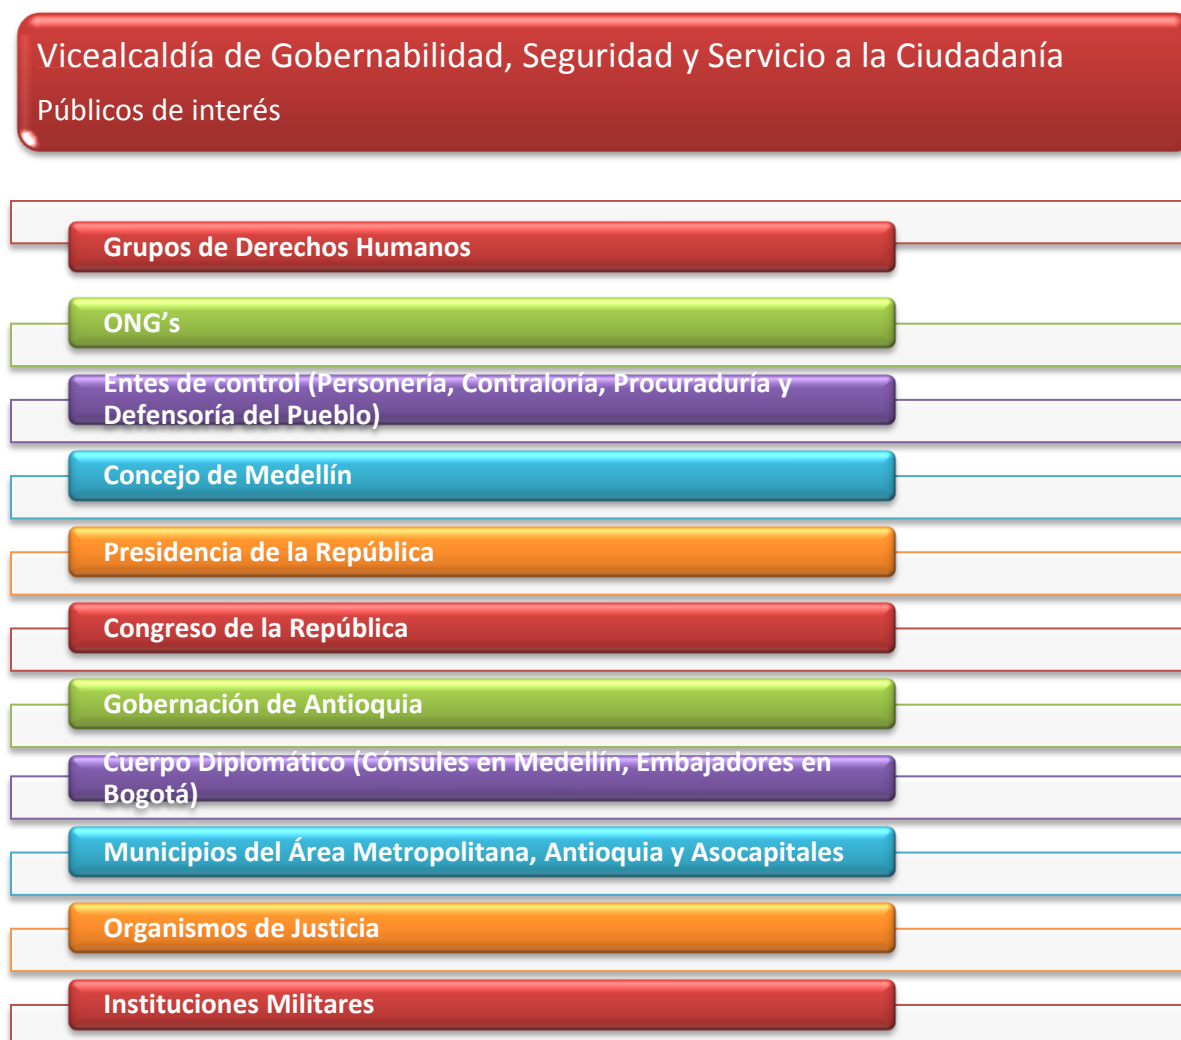 Vicealcaldía de Gobernabilidad, Seguridad y Servicio a la Ciudadanía
Públicos de interés
Grupos de Derechos Humanos
ONG’s
Entes de control (Personería, Contraloría, Procuraduría y
Defensoría del Pueblo)
Concejo de Medellín
Presidencia de la República
Congreso de la República
Gobernación de Antioquia
Cuerpo Diplomático (Cónsules en Medellín, Embajadores en
Bogotá)
Municipios del Área Metropolitana, Antioquia y Asocapitales
Organismos de Justicia
Instituciones Militares